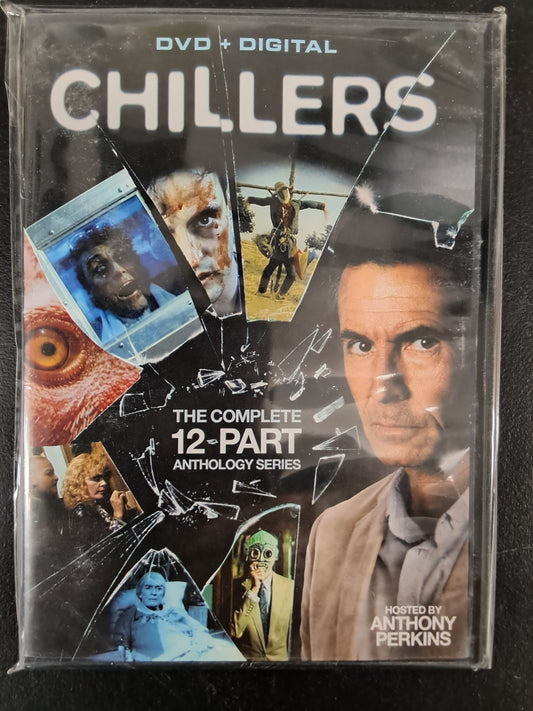 DVD + DIGITAL
CHILLERS
THE COMPLETE
12-PART
ANTHOLOGY SERIES
HOSTED BY
ANTHONY
PERKINS